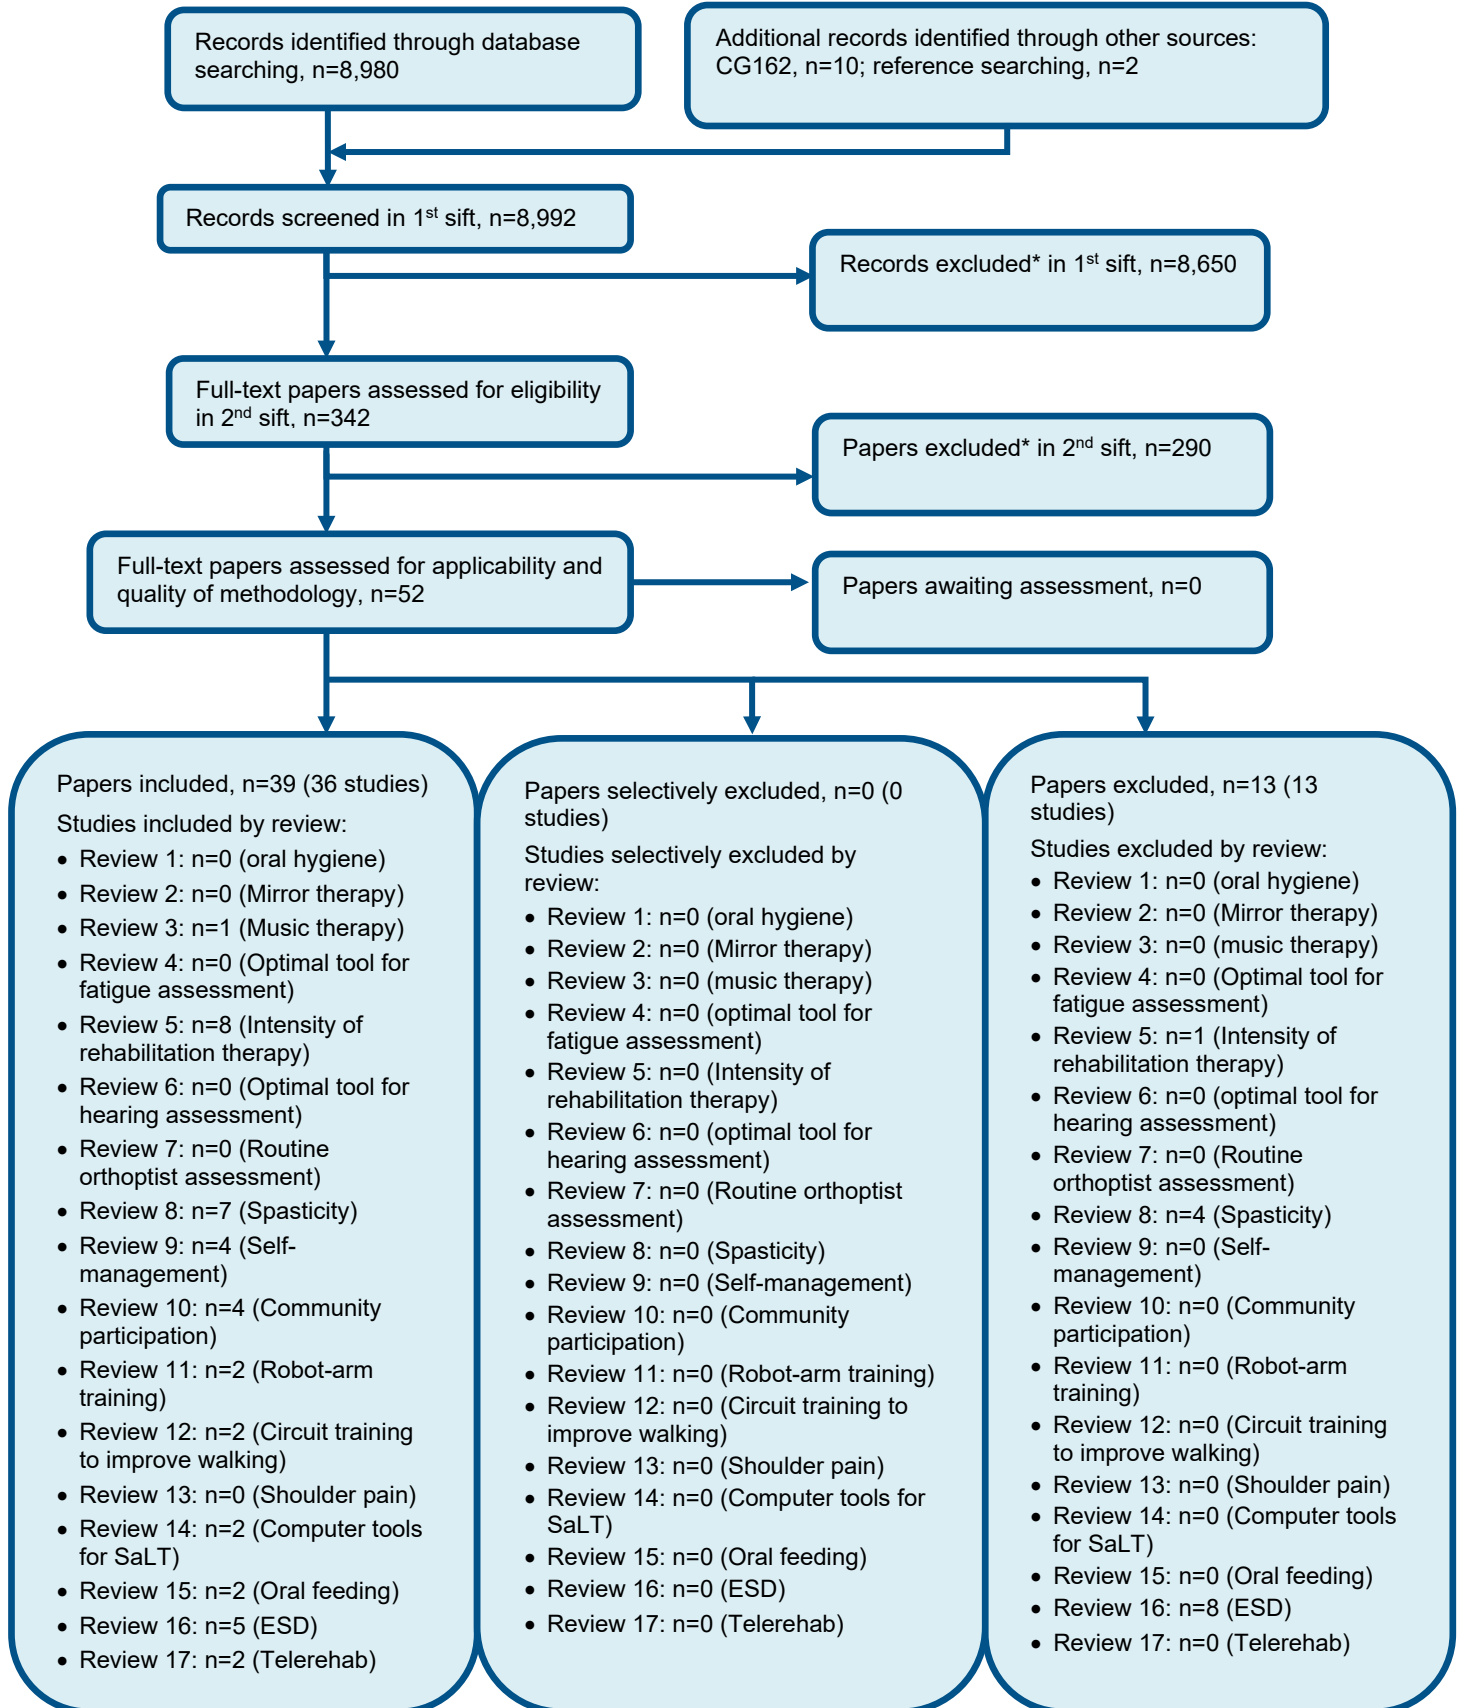 Records identified through database
searching, n=8,980
Additional records identified through other sources:
CG162, n=10; reference searching, n=2
Records screened in 1st sift, n=8,992
Records excluded* in 1st sift, n=8,650
Full-text papers assessed for eligibility
in 2nd sift, n=342
Papers excluded* in 2nd sift, n=290
Full-text papers assessed for applicability and
quality of methodology, n=52
Papers awaiting assessment, n=0
Papers included, n=39 (36 studies)
Studies included by review:
• Review 1: n=0 (oral hygiene)
• Review 2: n=0 (Mirror therapy)
• Review 3: n=1 (Music therapy)
• Review 4: n=0 (Optimal tool for
fatigue assessment)
• Review 5: n=8 (Intensity of
rehabilitation therapy)
• Review 6: n=0 (Optimal tool for
hearing assessment)
• Review 7: n=0 (Routine
orthoptist assessment)
• Review 8: n=7 (Spasticity)
• Review 9: n=4 (Self-
management)
• Review 10: n=4 (Community
participation)
• Review 11: n=2 (Robot-arm
training)
• Review 12: n=2 (Circuit training
to improve walking)
• Review 13: n=0 (Shoulder pain)
• Review 14: n=2 (Computer tools
for SaLT)
• Review 15: n=2 (Oral feeding)
• Review 16: n=5 (ESD)
• Review 17: n=2 (Telerehab)
Papers selectively excluded, n=0 (0
studies)
Studies selectively excluded by
review:
• Review 1: n=0 (oral hygiene)
• Review 2: n=0 (Mirror therapy)
• Review 3: n=0 (music therapy)
• Review 4: n=0 (optimal tool for
fatigue assessment)
• Review 5: n=0 (Intensity of
rehabilitation therapy)
• Review 6: n=0 (optimal tool for
hearing assessment)
• Review 7: n=0 (Routine orthoptist
assessment)
• Review 8: n=0 (Spasticity)
• Review 9: n=0 (Self-management)
• Review 10: n=0 (Community
participation)
• Review 11: n=0 (Robot-arm training)
• Review 12: n=0 (Circuit training to
improve walking)
• Review 13: n=0 (Shoulder pain)
• Review 14: n=0 (Computer tools for
SaLT)
• Review 15: n=0 (Oral feeding)
• Review 16: n=0 (ESD)
• Review 17: n=0 (Telerehab)
Papers excluded, n=13 (13
studies)
Studies excluded by review:
• Review 1: n=0 (oral hygiene)
• Review 2: n=0 (Mirror therapy)
• Review 3: n=0 (music therapy)
• Review 4: n=0 (Optimal tool for
fatigue assessment)
• Review 5: n=1 (Intensity of
rehabilitation therapy)
• Review 6: n=0 (optimal tool for
hearing assessment)
• Review 7: n=0 (Routine
orthoptist assessment)
• Review 8: n=4 (Spasticity)
• Review 9: n=0 (Self-
management)
• Review 10: n=0 (Community
participation)
• Review 11: n=0 (Robot-arm
training)
• Review 12: n=0 (Circuit training
to improve walking)
• Review 13: n=0 (Shoulder pain)
• Review 14: n=0 (Computer tools
for SaLT)
• Review 15: n=0 (Oral feeding)
• Review 16: n=8 (ESD)
• Review 17: n=0 (Telerehab)